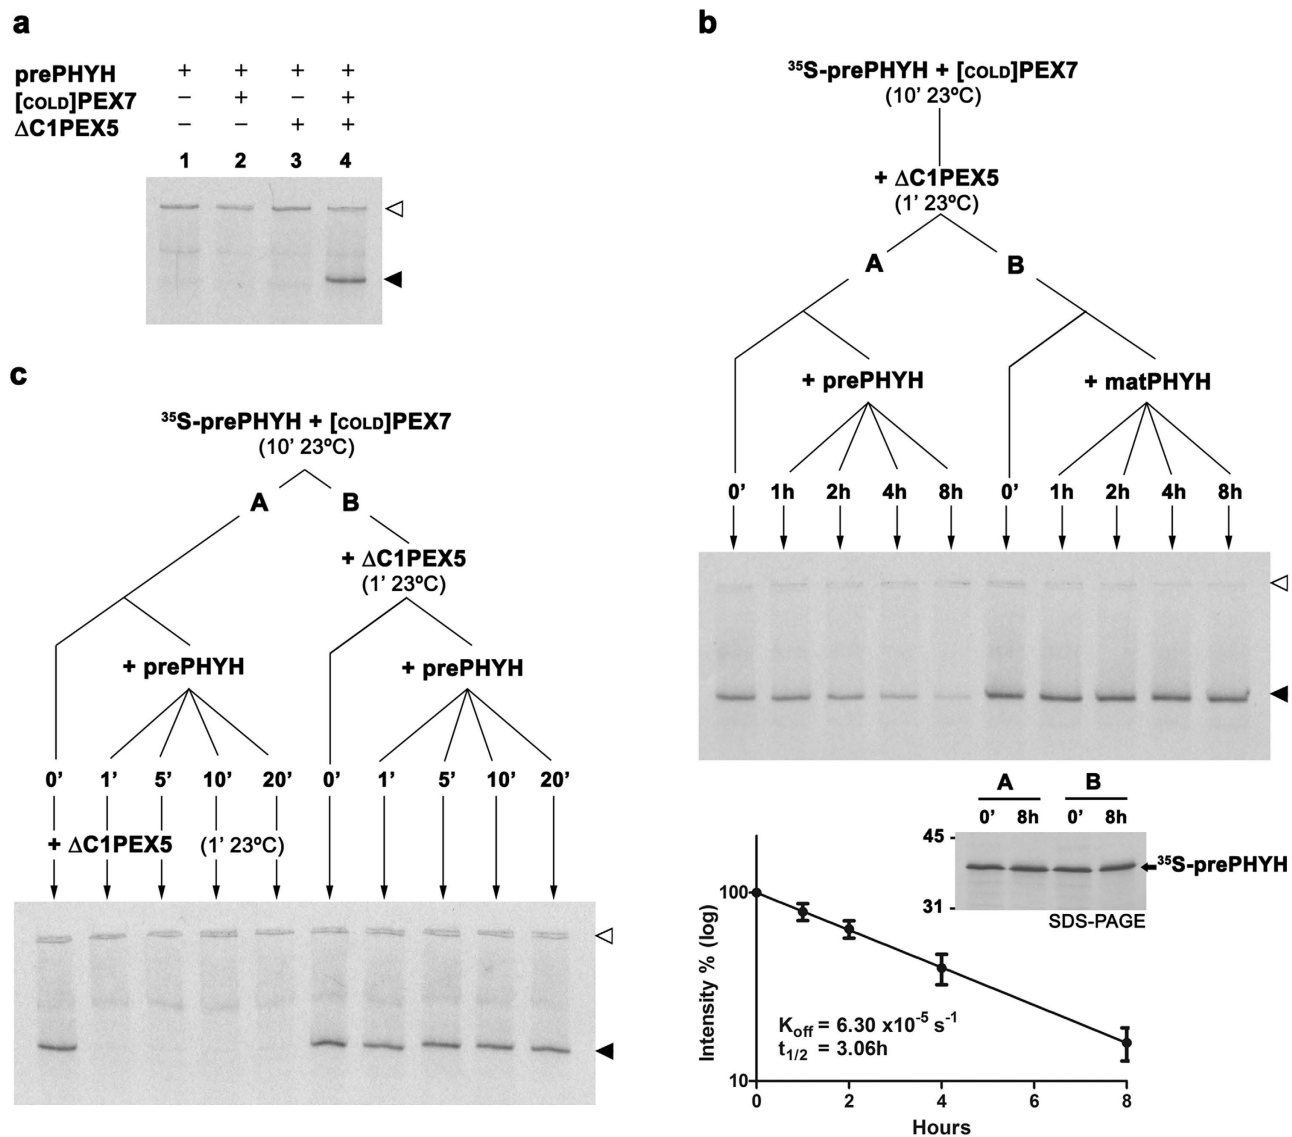 a
prePHYH + + + +
[COLD]PEX7 – + – +
ΔC1PEX5 – – + +
1 2 3 4
b
³⁵S-prePHYH + [COLD]PEX7
(10’ 23ºC)
+ ΔC1PEX5
(1’ 23ºC)
A B
+ prePHYH + matPHYH
0’ 1h 2h 4h 8h 0’ 1h 2h 4h 8h
A B
0’ 8h 0’ 8h
45
31
³⁵S-prePHYH
SDS-PAGE
Intensity % (log)
100
10
Koff = 6.30 x10⁻⁵ s⁻¹
t1/2 = 3.06h
0 2 4 6 8
Hours
c
³⁵S-prePHYH + [COLD]PEX7
(10’ 23ºC)
A B
+ ΔC1PEX5
(1’ 23ºC)
+ prePHYH + prePHYH
0’ 1’ 5’ 10’ 20’ 0’ 1’ 5’ 10’ 20’
+ ΔC1PEX5 (1’ 23ºC)